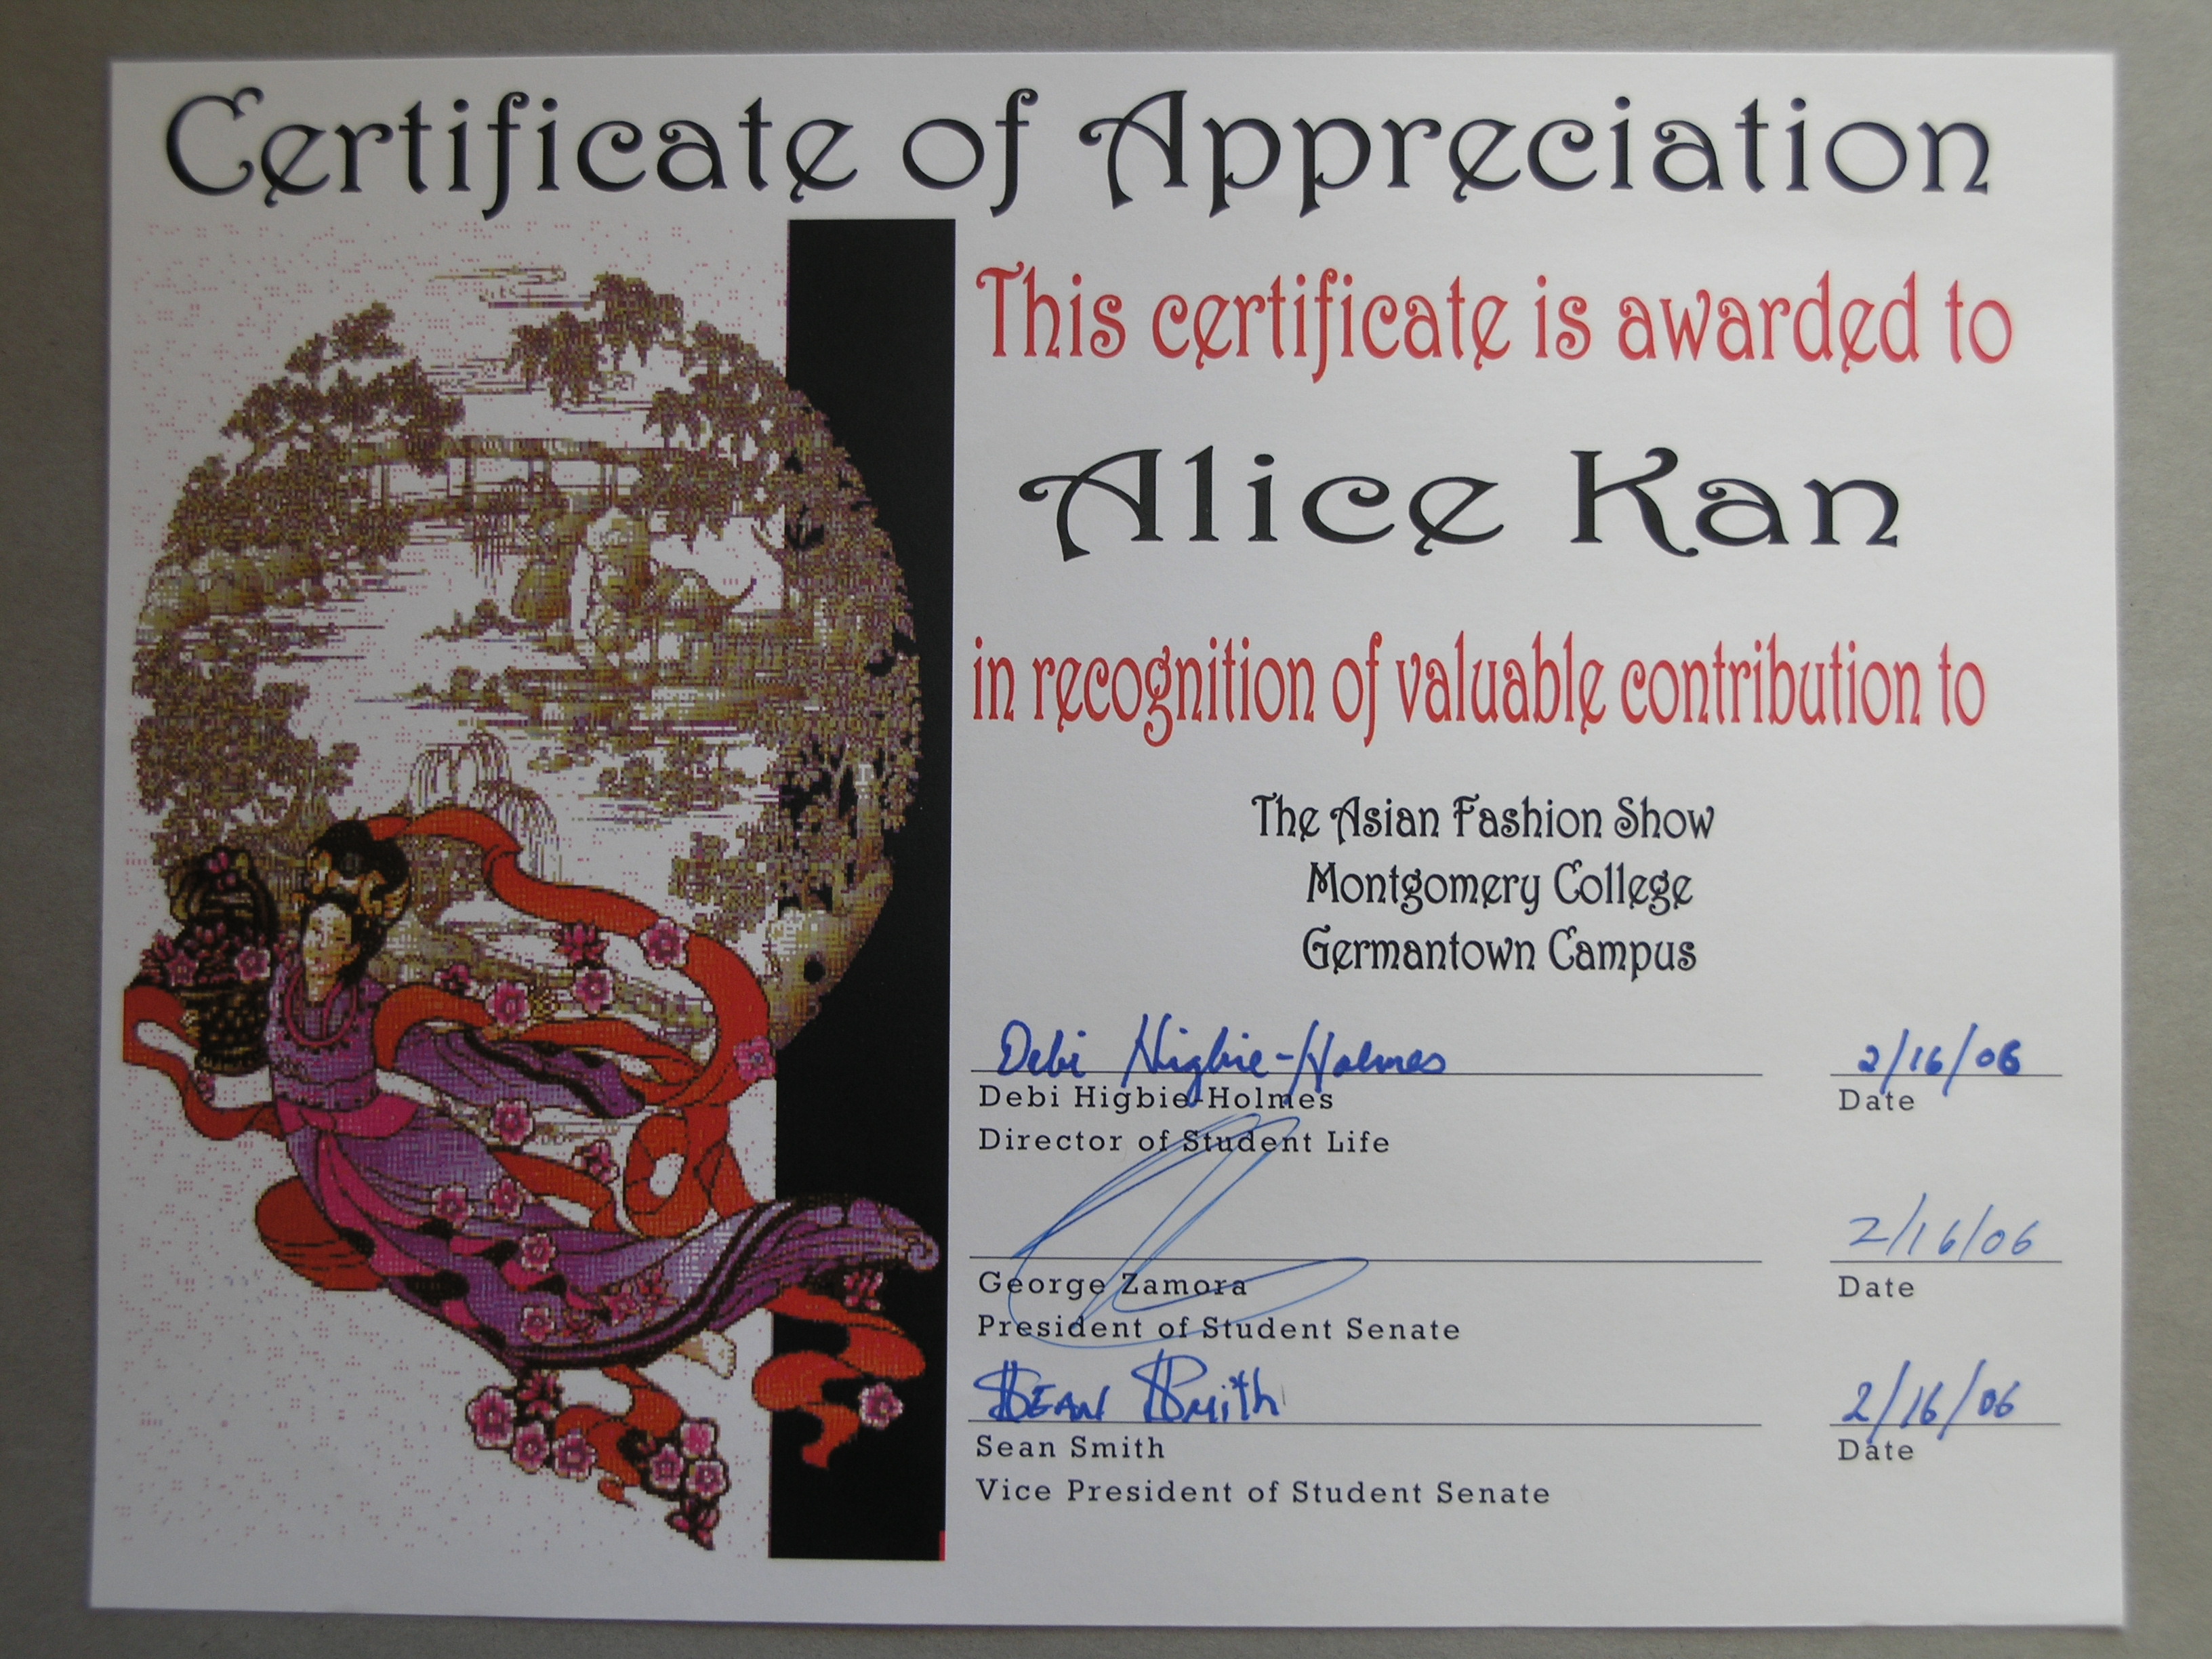 Certificate of Appreciation
This certificate is awarded to
Alice Kan
in recognition of valuable contribution to
The Asian Fashion Show
Montgomery College
Germantown Campus
Debi Higbie-Holmes 2/16/06
Debi Higbie-Holmes Date
Director of Student Life
2/16/06
George Zamora Date
President of Student Senate
Sean Smith 2/16/06
Sean Smith Date
Vice President of Student Senate